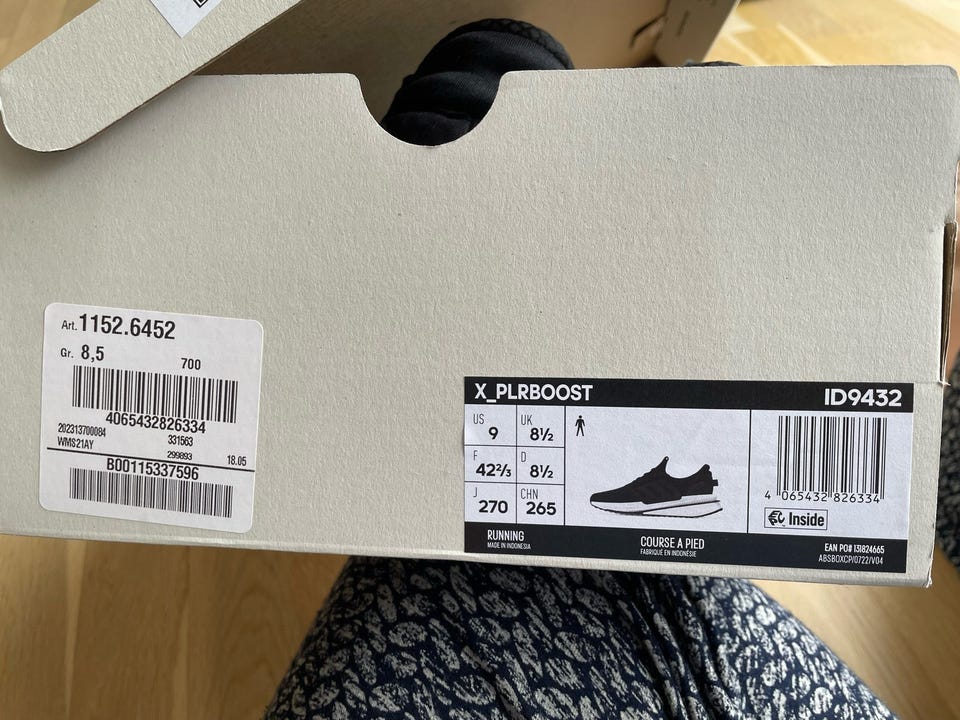 Art. 1152.6452
Gr. 8,5
700
4065432826334
202313700084 331563
WMS21AY 299893 18.05
B00115337596
X_PLRBOOST ID9432
US 9 UK 8½
F 42⅔ D 8½
J 270 CHN 265
4 065432 826334
Inside
RUNNING
MADE IN INDONESIA
COURSE A PIED
FABRIQUÉ EN INDONÉSIE
EAN PO# 131824665
ABSBOXCP/0722/V04